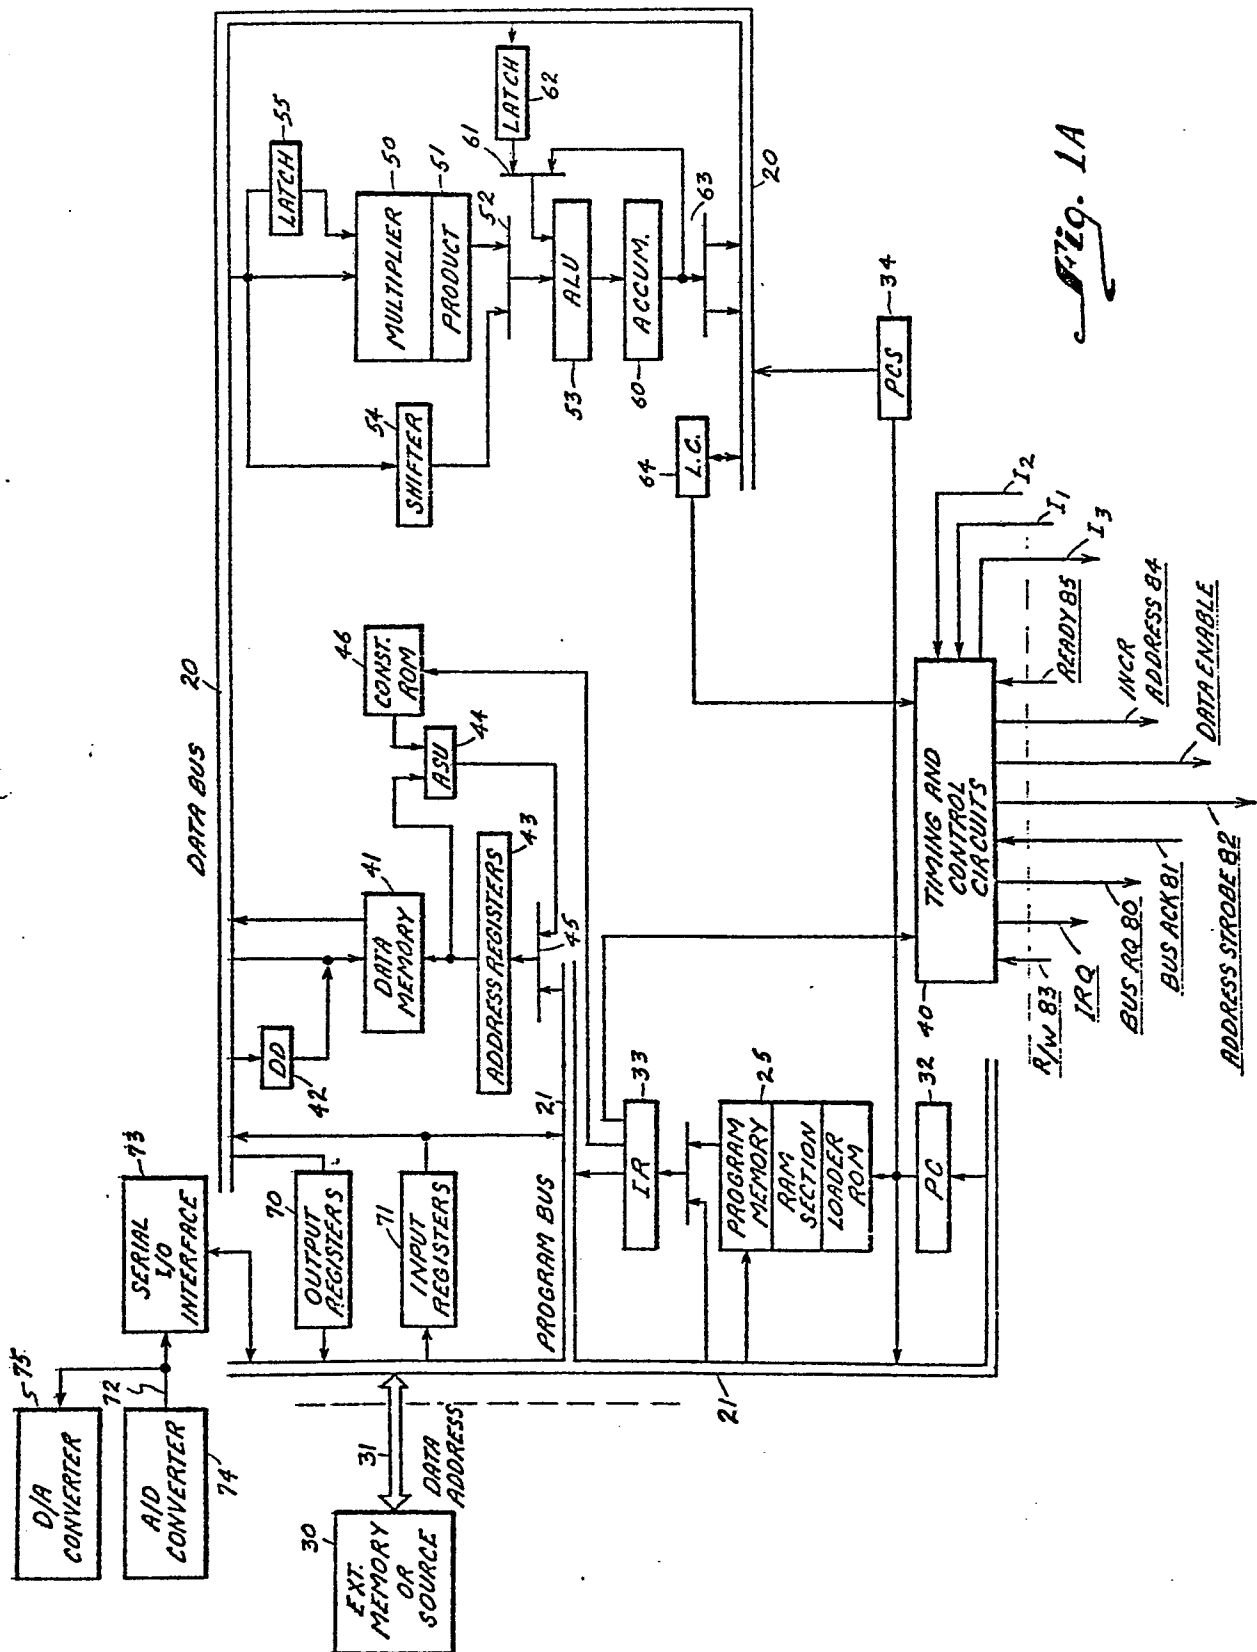 D/A
CONVERTER
5 75
72
A/D
CONVERTER
74
SERIAL
I/O
INTERFACE
73
EXT.
MEMORY
OR
SOURCE
30
31
DATA
ADDRESS
OUTPUT
REGISTERS
70
INPUT
REGISTERS
71
DATA BUS
20
DD
42
DATA
MEMORY
41
ADDRESS REGISTERS
43
45
ASU
44
CONST.
ROM
46
PROGRAM BUS
21
21
IR
33
PROGRAM
MEMORY
25
RAM
SECTION
LOADER
ROM
PC
32
SHIFTER
54
LATCH
55
MULTIPLIER
50
PRODUCT
51
52
ALU
53
ACCUM.
60
61
LATCH
62
63
L.C.
64
20
PCS
34
TIMING AND
CONTROL
CIRCUITS
40
R/W 83
IRQ
BUS RQ 80
BUS ACK 81
ADDRESS STROBE 82
DATA ENABLE
INCR
ADDRESS 84
READY 85
I3
I1
I2
Fig. 1A